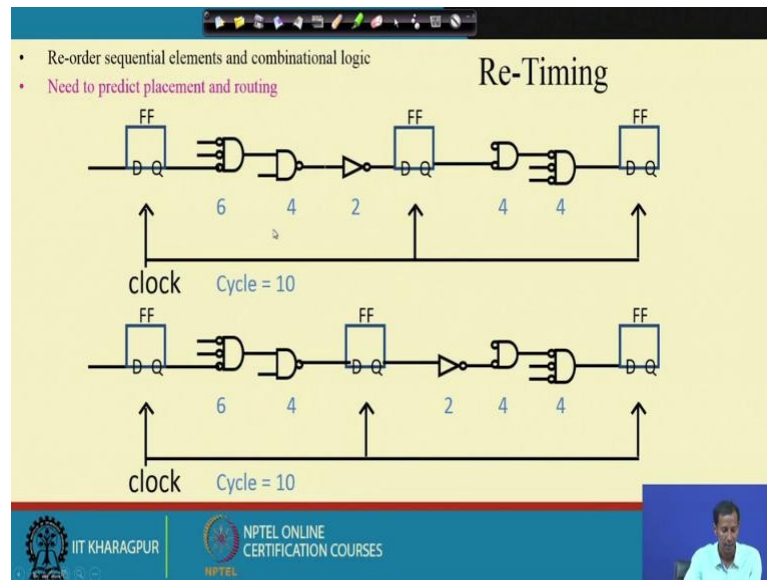 • Re-order sequential elements and combinational logic
• Need to predict placement and routing
Re-Timing
FF FF FF
D Q D Q D Q
6 4 2 4 4
clock Cycle = 10
FF FF FF
D Q D Q D Q
6 4 2 4 4
clock Cycle = 10
IIT KHARAGPUR
NPTEL
NPTEL ONLINE
CERTIFICATION COURSES